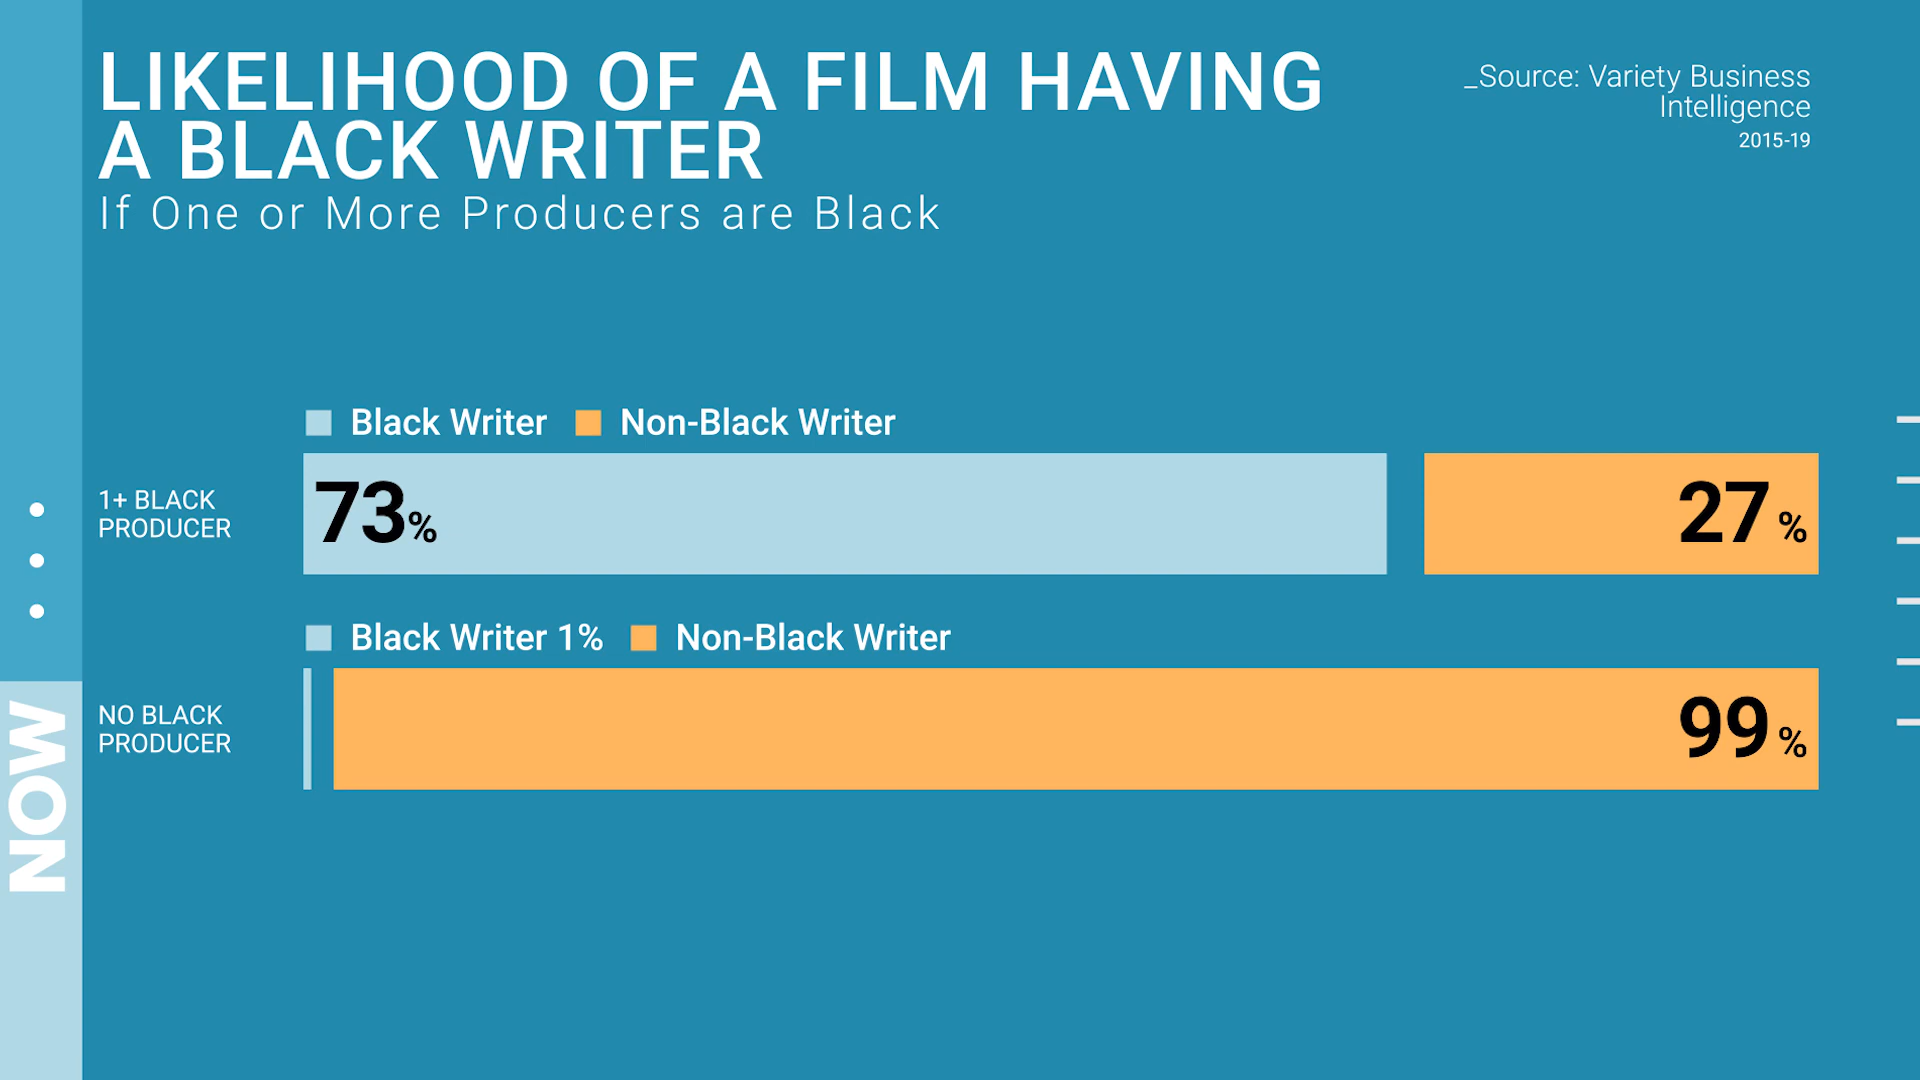 LIKELIHOOD OF A FILM HAVING
A BLACK WRITER
If One or More Producers are Black
_Source: Variety Business
Intelligence
2015-19
Black Writer Non-Black Writer
1+ BLACK
PRODUCER
73%
27%
Black Writer 1% Non-Black Writer
NO BLACK
PRODUCER
99%
NOW